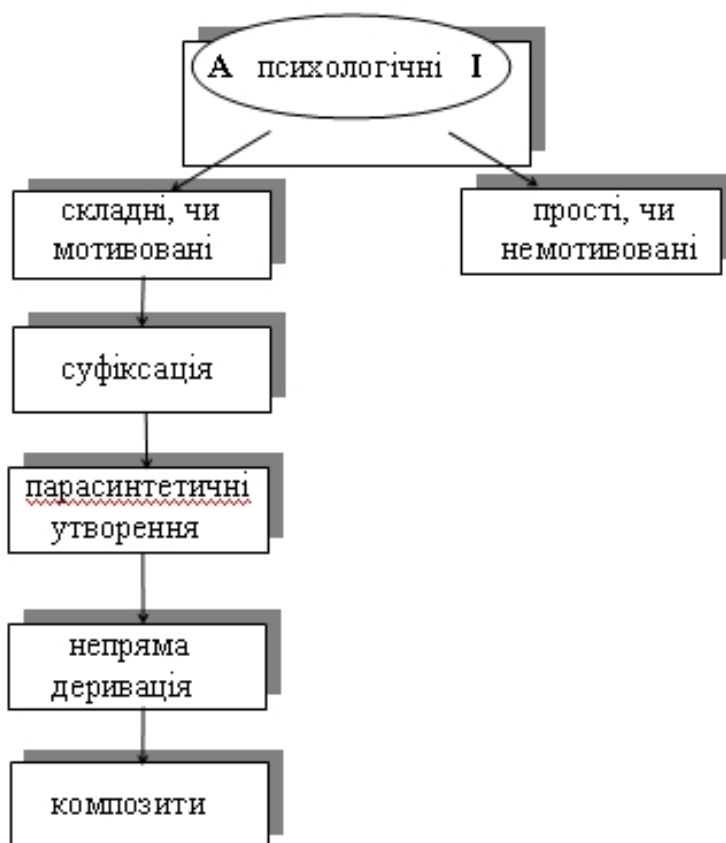 А психологічні І
складні, чи
мотивовані
прості, чи
немотивовані
суфіксація
парасинтетичні
утворення
непряма
деривація
композити